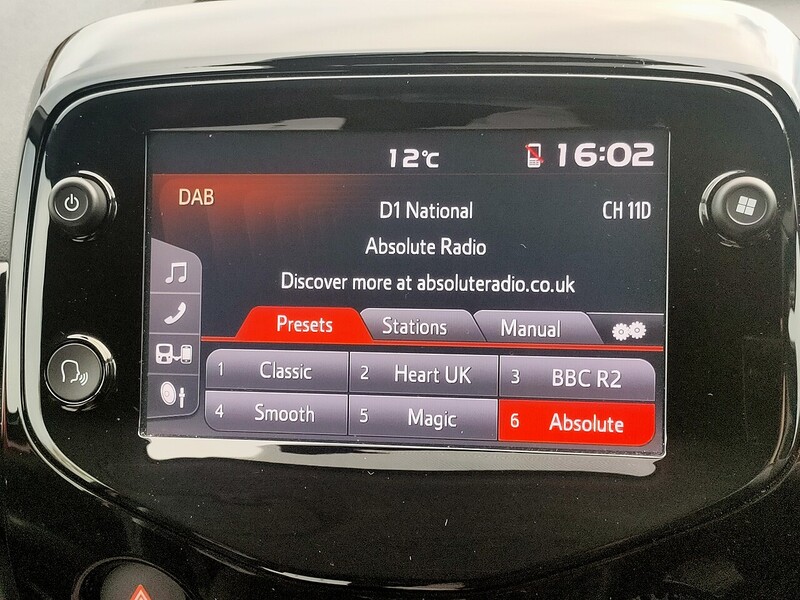 12°C 16:02
DAB
D1 National CH 11D
Absolute Radio
Discover more at absoluteradio.co.uk
Presets Stations Manual
1 Classic 2 Heart UK 3 BBC R2
4 Smooth 5 Magic 6 Absolute